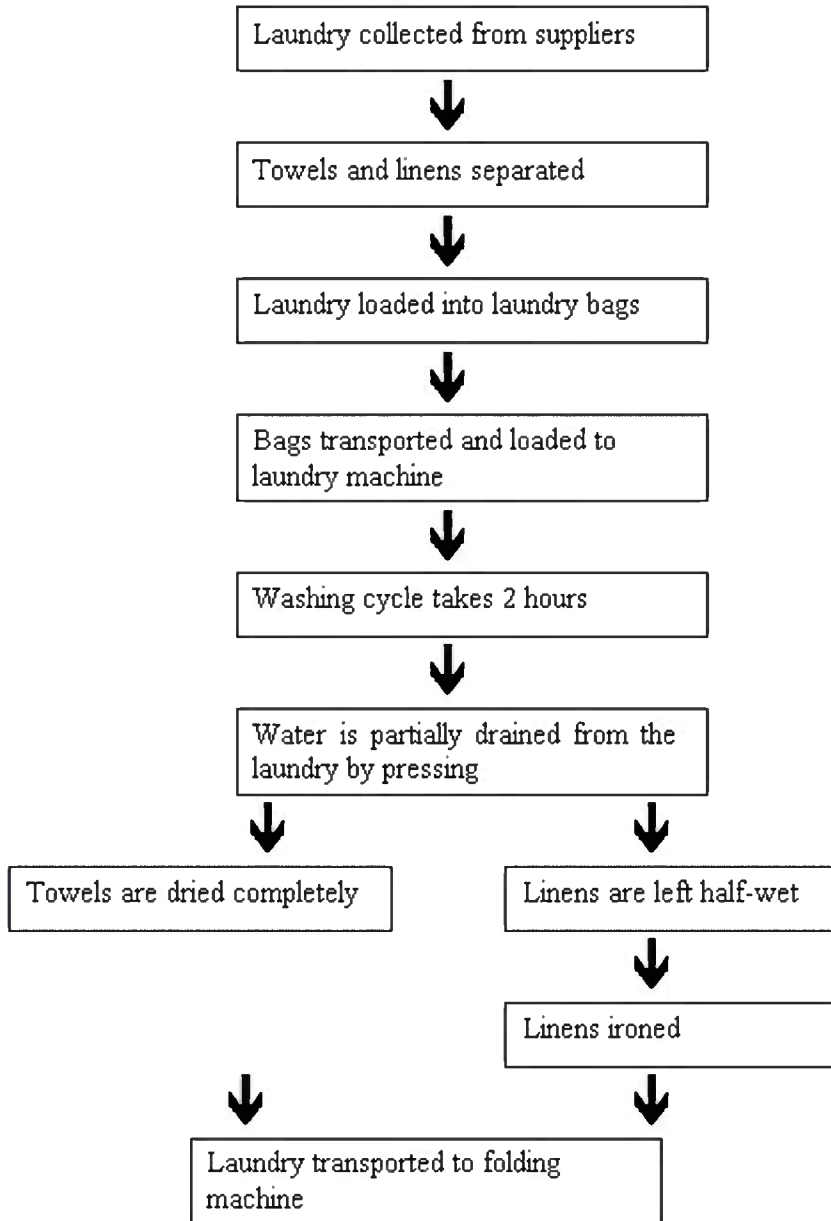 Laundry collected from suppliers
Towels and linens separated
Laundry loaded into laundry bags
Bags transported and loaded to
laundry machine
Washing cycle takes 2 hours
Water is partially drained from the
laundry by pressing
Towels are dried completely
Linens are left half-wet
Linens ironed
Laundry transported to folding
machine